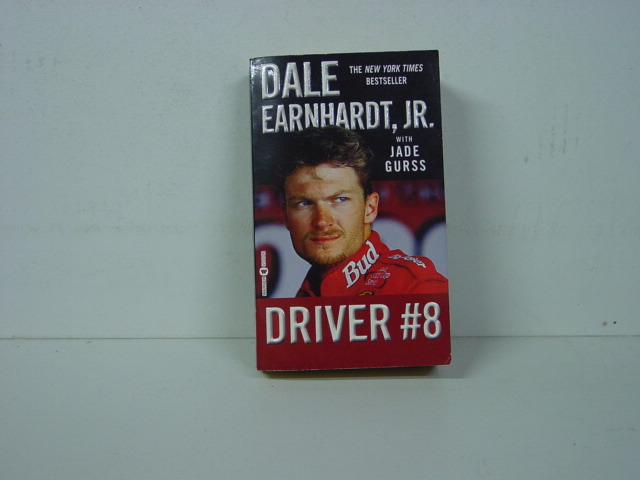 DALE
EARNHARDT, JR.
THE NEW YORK TIMES
BESTSELLER
WITH
JADE
GURSS
Bud
DRIVER #8